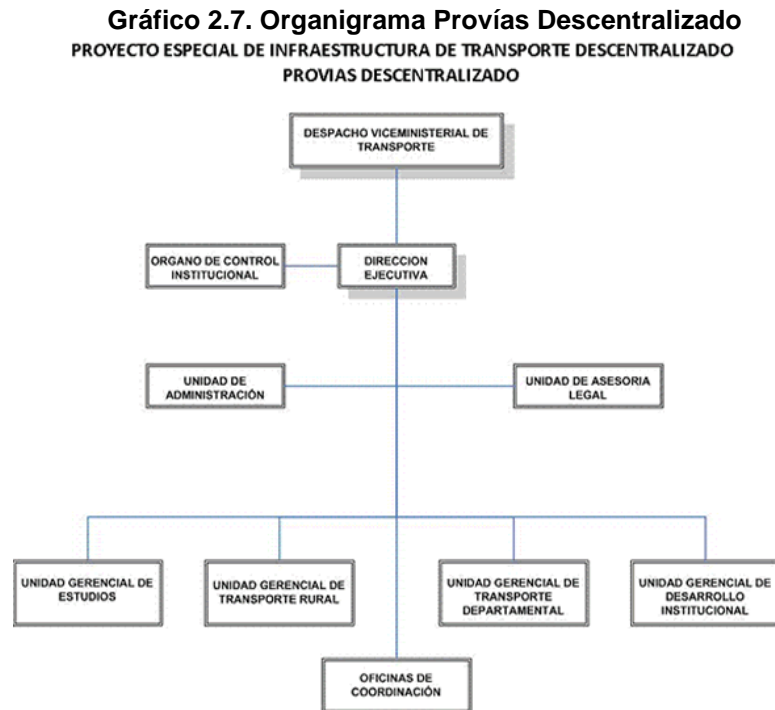 Gráfico 2.7. Organigrama Provías Descentralizado
PROYECTO ESPECIAL DE INFRAESTRUCTURA DE TRANSPORTE DESCENTRALIZADO
PROVIAS DESCENTRALIZADO
DESPACHO VICEMINISTERIAL DE
TRANSPORTE
ORGANO DE CONTROL
INSTITUCIONAL
DIRECCION
EJECUTIVA
UNIDAD DE
ADMINISTRACIÓN
UNIDAD DE ASESORIA
LEGAL
UNIDAD GERENCIAL DE
ESTUDIOS
UNIDAD GERENCIAL DE
TRANSPORTE RURAL
UNIDAD GERENCIAL DE
TRANSPORTE
DEPARTAMENTAL
UNIDAD GERENCIAL DE
DESARROLLO
INSTITUCIONAL
OFICINAS DE
COORDINACIÓN